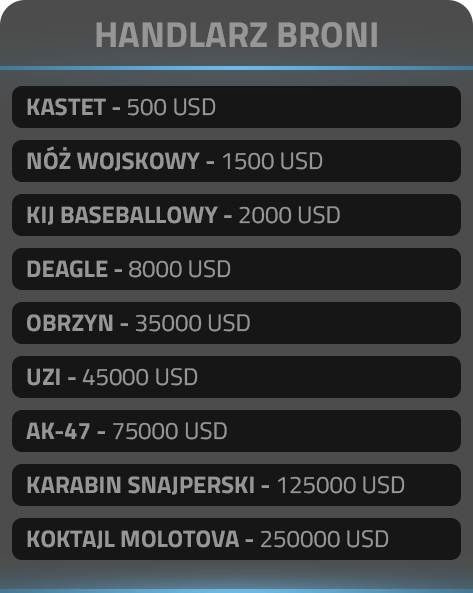 HANDLARZ BRONI
KASTET - 500 USD
NÓŻ WOJSKOWY - 1500 USD
KIJ BASEBALLOWY - 2000 USD
DEAGLE - 8000 USD
OBRZYN - 35000 USD
UZI - 45000 USD
AK-47 - 75000 USD
KARABIN SNAJPERSKI - 125000 USD
KOKTAJL MOLOTOVA - 250000 USD